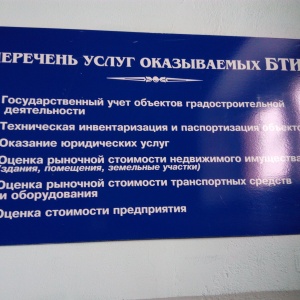 ПЕРЕЧЕНЬ УСЛУГ ОКАЗЫВАЕМЫХ БТИ
Государственный учет объектов градостроительной
деятельности
Техническая инвентаризация и паспортизация объектов
Оказание юридических услуг
Оценка рыночной стоимости недвижимого имущества
(здания, помещения, земельные участки)
Оценка рыночной стоимости транспортных средств
и оборудования
Оценка стоимости предприятия